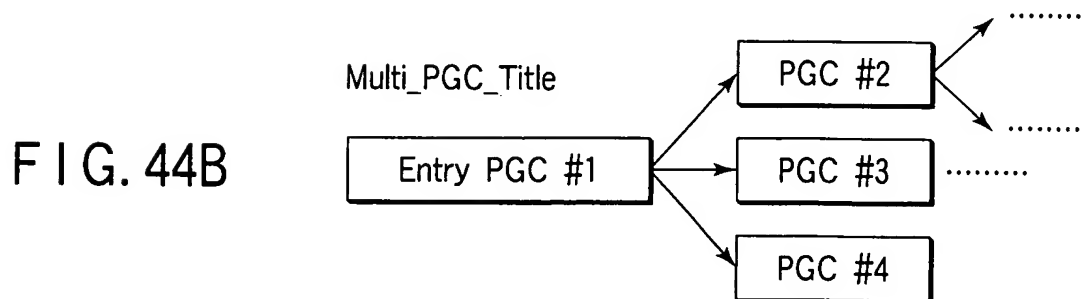 Multi_PGC_Title
FIG. 44B
Entry PGC #1
PGC #2
PGC #3
PGC #4